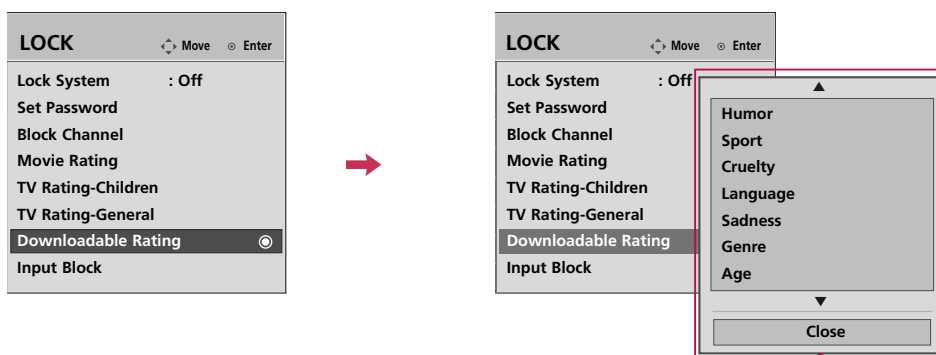 LOCK Move Enter
Lock System : Off
Set Password
Block Channel
Movie Rating
TV Rating-Children
TV Rating-General
Downloadable Rating
Input Block
LOCK Move Enter
Lock System : Off
Set Password
Block Channel
Movie Rating
TV Rating-Children
TV Rating-General
Downloadable Rating
Input Block
Humor
Sport
Cruelty
Language
Sadness
Genre
Age
Close